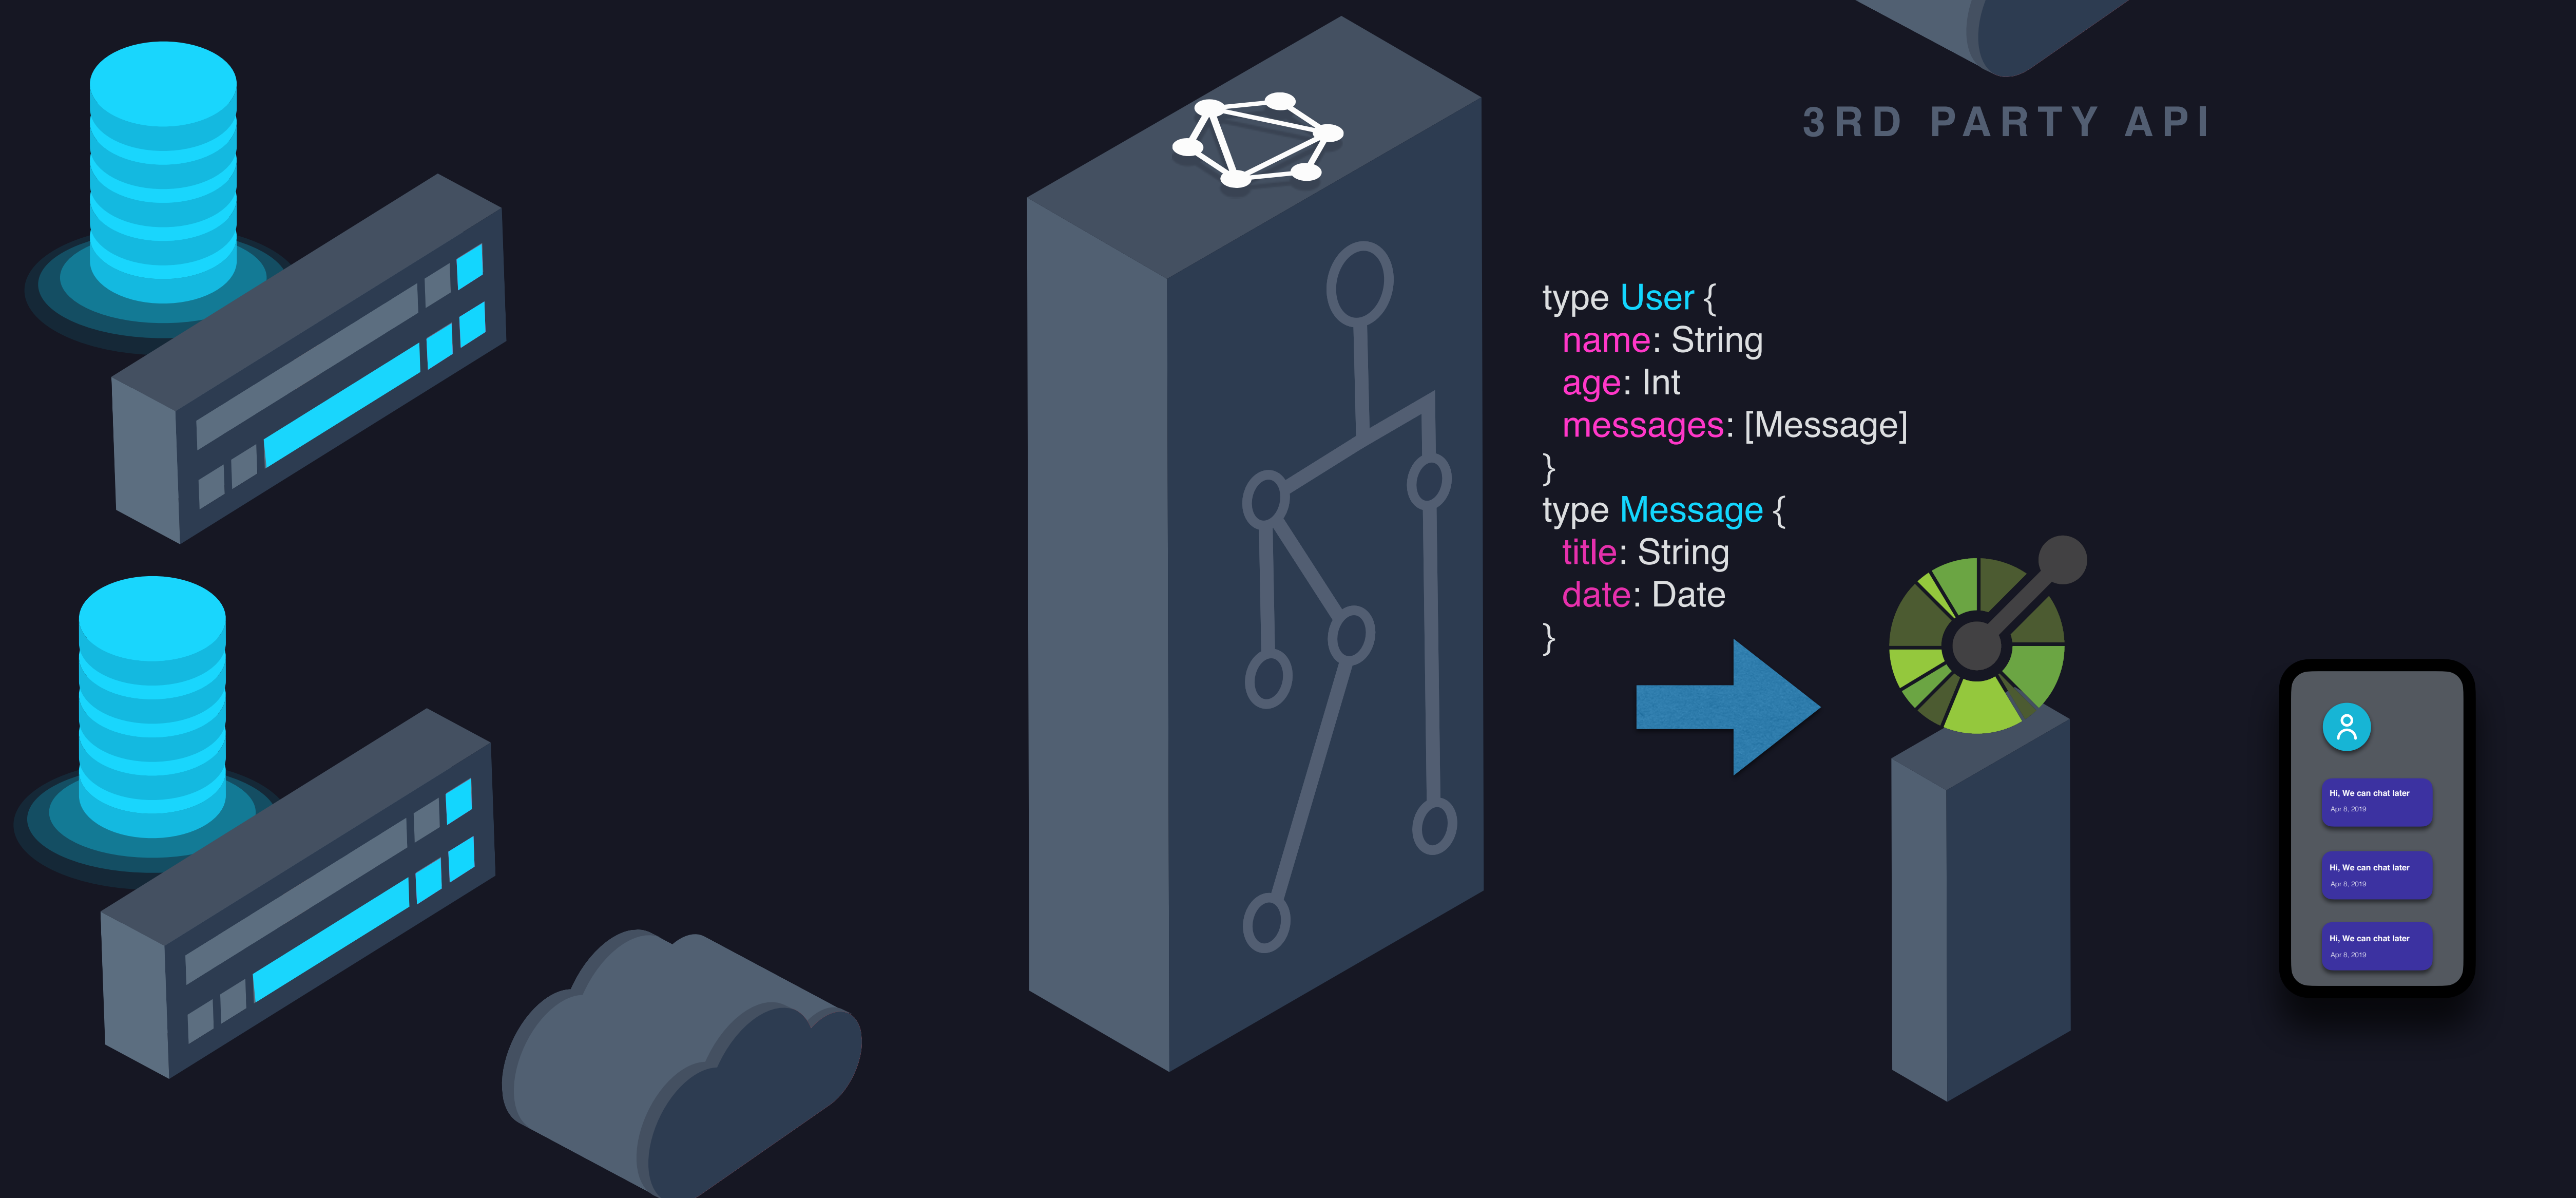 3RD PARTY API
type User {
name: String
age: Int
messages: [Message]
}
type Message {
title: String
date: Date
}
Hi, We can chat later
Apr 8, 2019
Hi, We can chat later
Apr 8, 2019
Hi, We can chat later
Apr 8, 2019